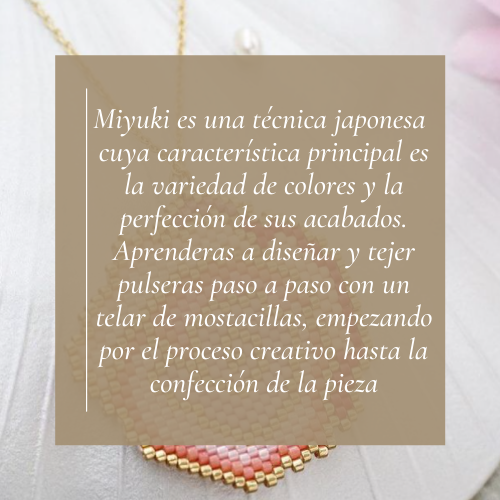 Miyuki es una técnica japonesa
cuya característica principal es
la variedad de colores y la
perfección de sus acabados.
Aprenderas a diseñar y tejer
pulseras paso a paso con un
telar de mostacillas, empezando
por el proceso creativo hasta la
confección de la pieza